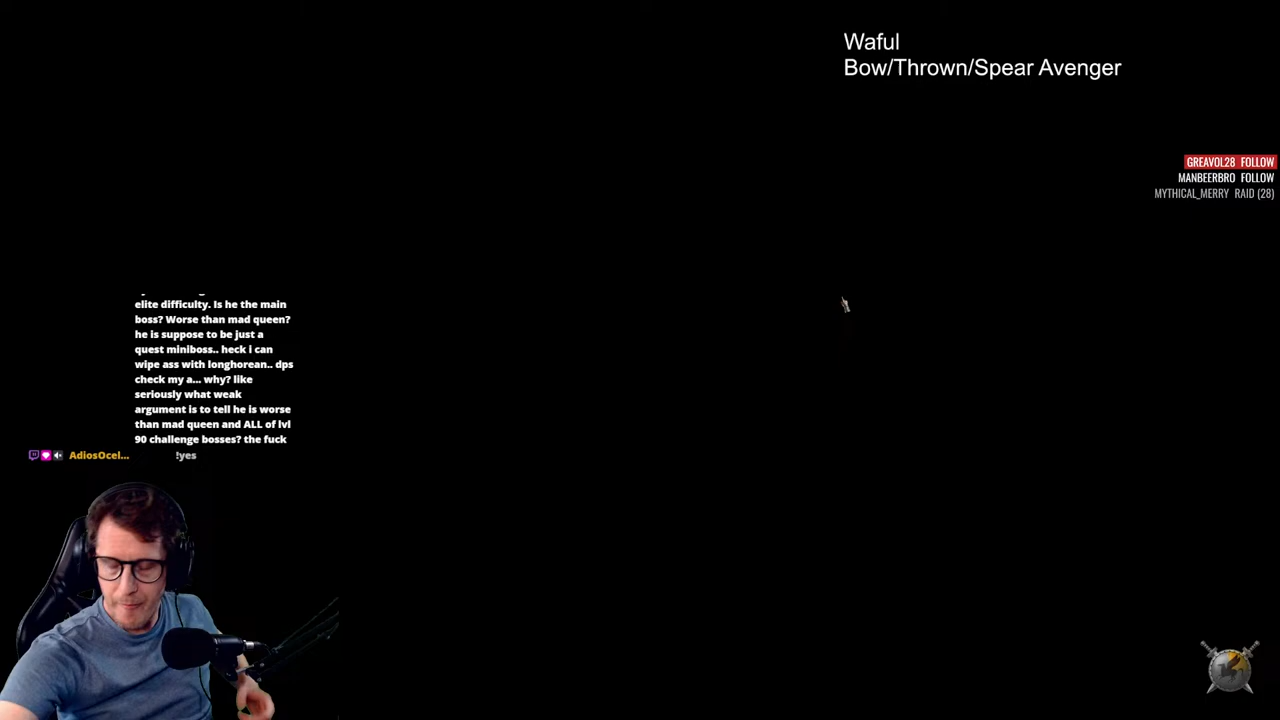 Waful
Bow/Thrown/Spear Avenger
GREAVOL28 FOLLOW
MANBEERBRO FOLLOW
MYTHICAL_MERRY RAID (28)
elite difficulty. Is he the main
boss? Worse than mad queen?
he is suppose to be just a
quest miniboss.. heck i can
wipe ass with longhorean.. dps
check my a... why? like
seriously what weak
argument is to tell he is worse
than mad queen and ALL of lvl
90 challenge bosses? the fuck
AdiosOcel... !yes